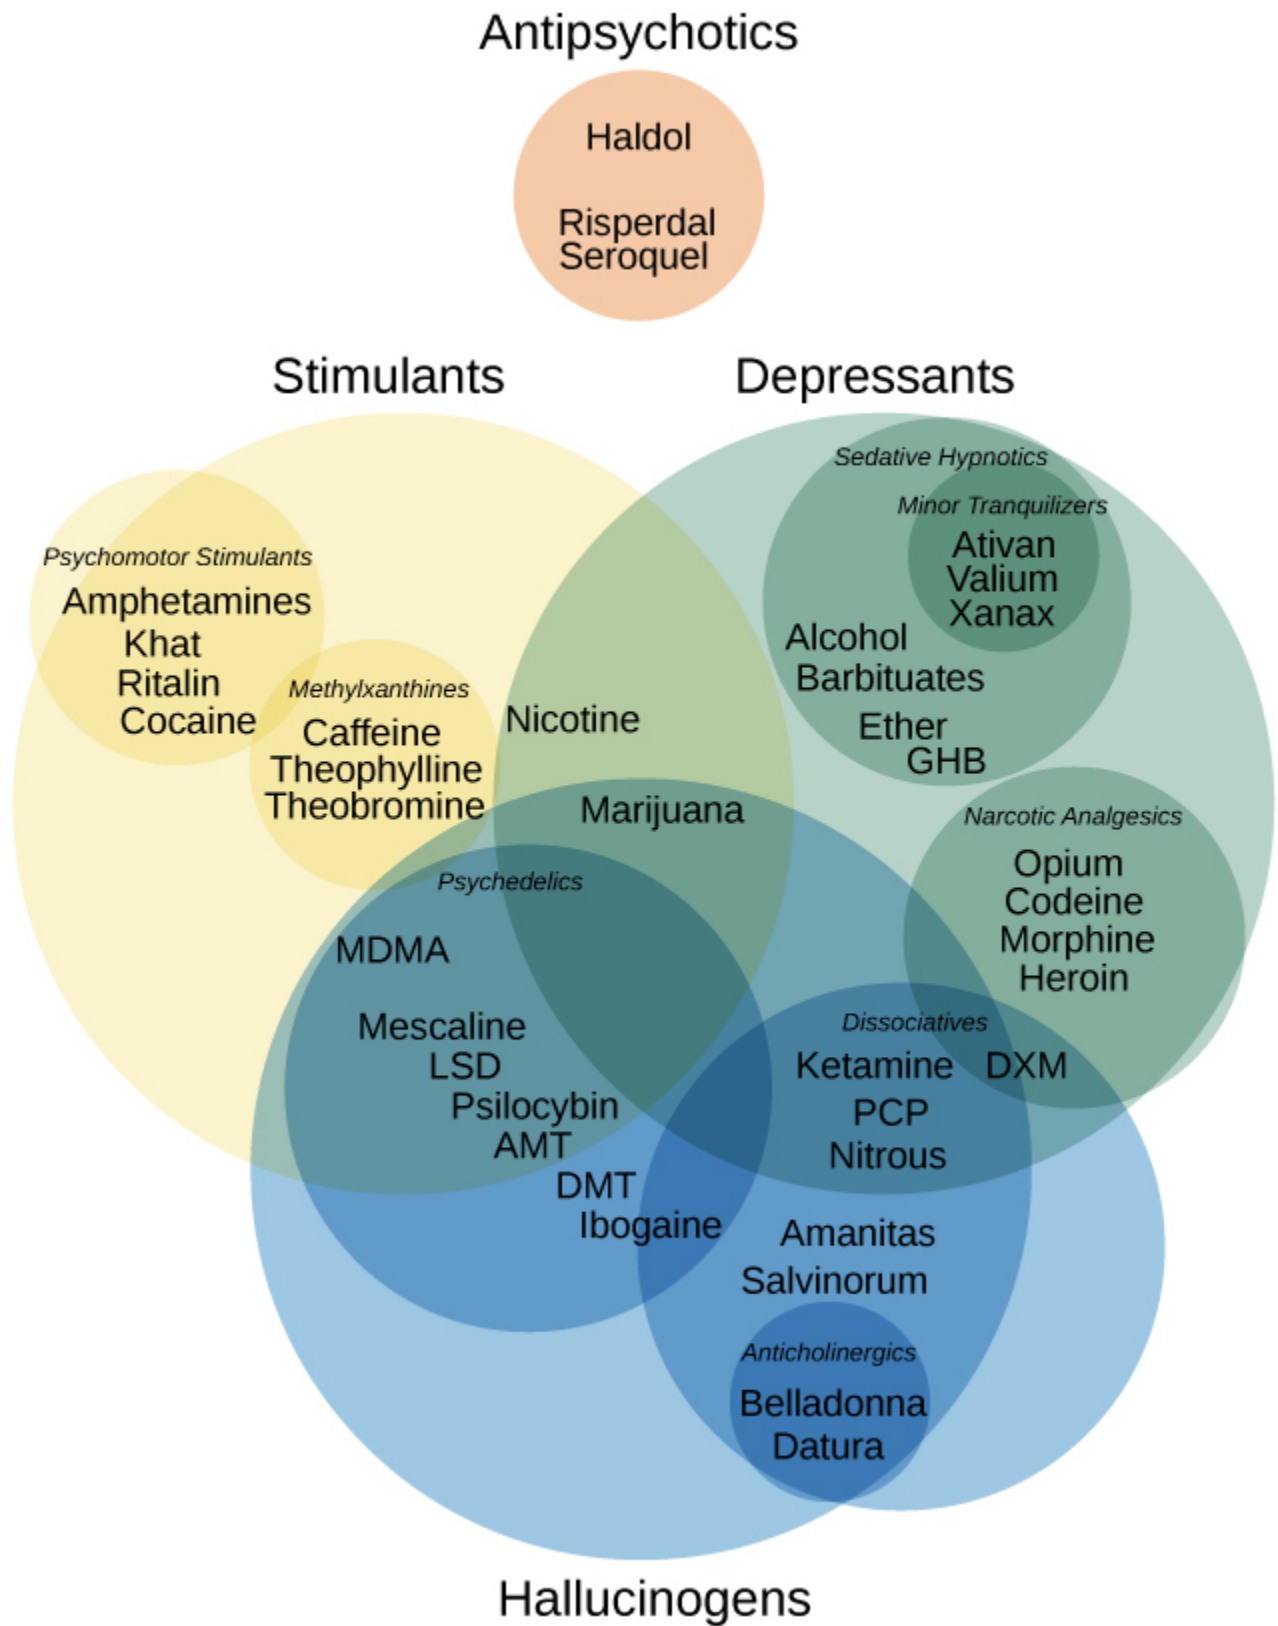 Antipsychotics
Haldol
Risperdal
Seroquel
Stimulants
Depressants
Sedative Hypnotics
Minor Tranquilizers
Ativan
Valium
Xanax
Alcohol
Barbituates
Ether
GHB
Psychomotor Stimulants
Amphetamines
Khat
Ritalin
Cocaine
Methylxanthines
Caffeine
Theophylline
Theobromine
Nicotine
Marijuana
Narcotic Analgesics
Opium
Codeine
Morphine
Heroin
Psychedelics
MDMA
Mescaline
LSD
Psilocybin
AMT
DMT
Ibogaine
Dissociatives
Ketamine
DXM
PCP
Nitrous
Amanitas
Salvinorum
Anticholinergics
Belladonna
Datura
Hallucinogens